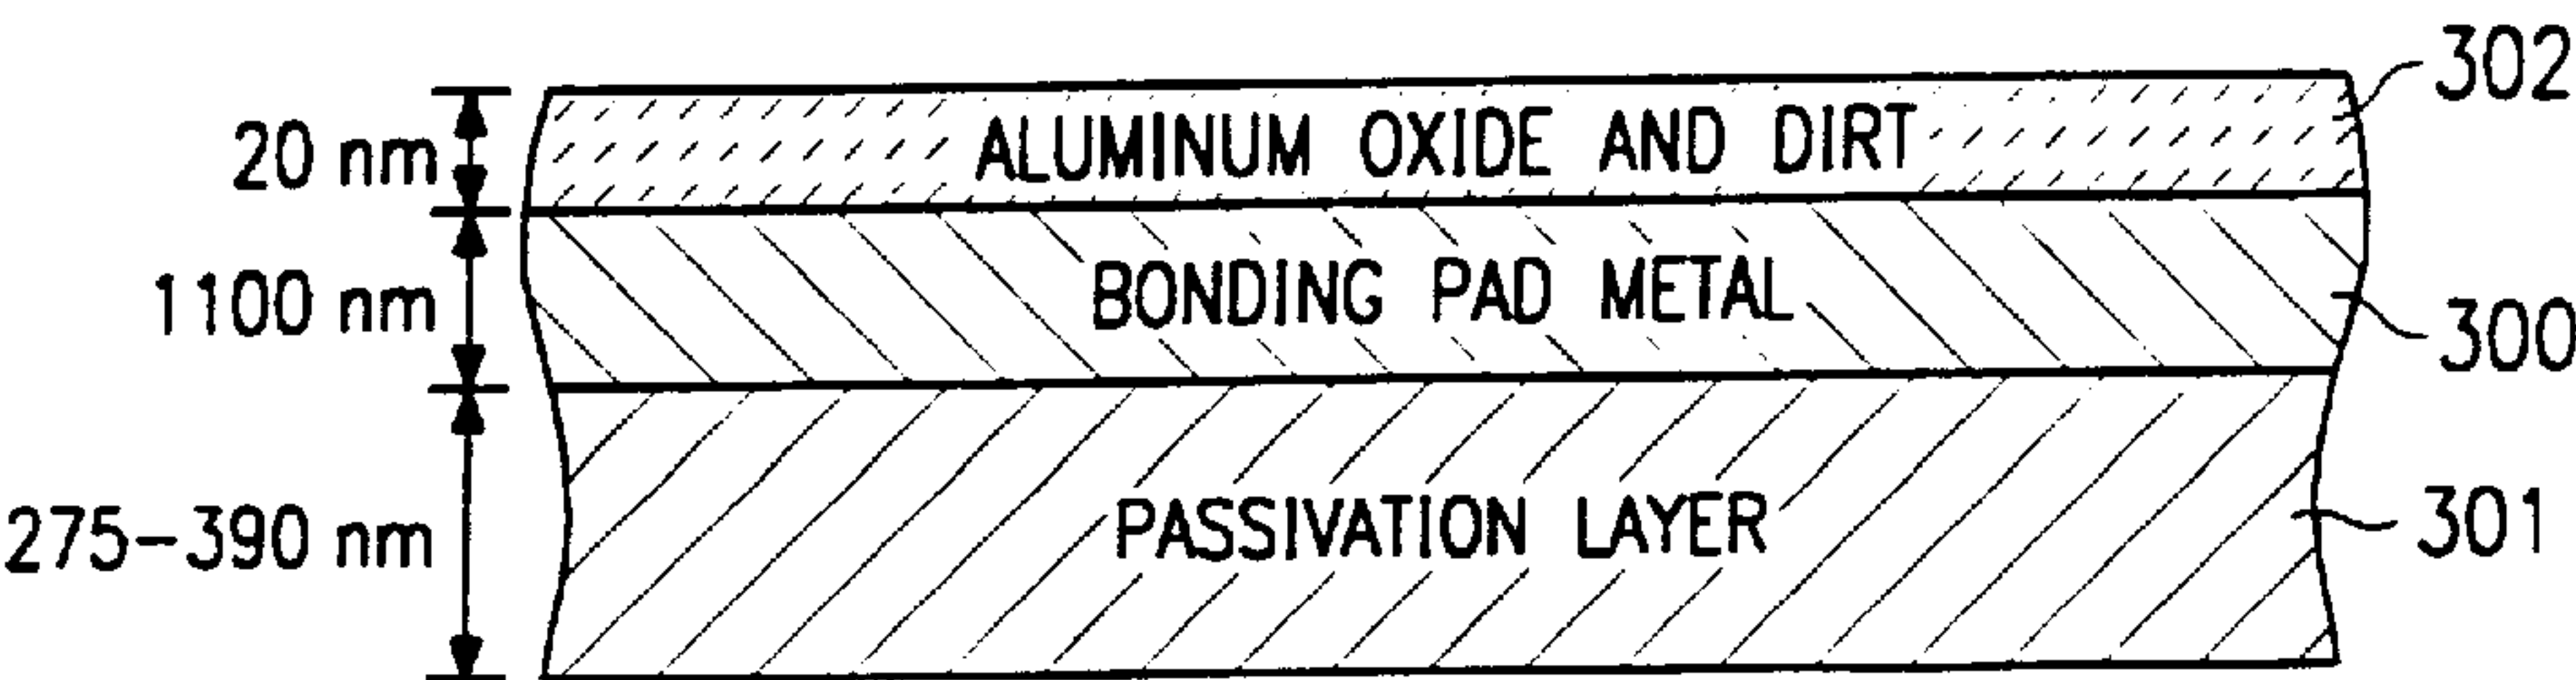 302
20 nm
ALUMINUM OXIDE AND DIRT
1100 nm
BONDING PAD METAL
300
275-390 nm
PASSIVATION LAYER
301